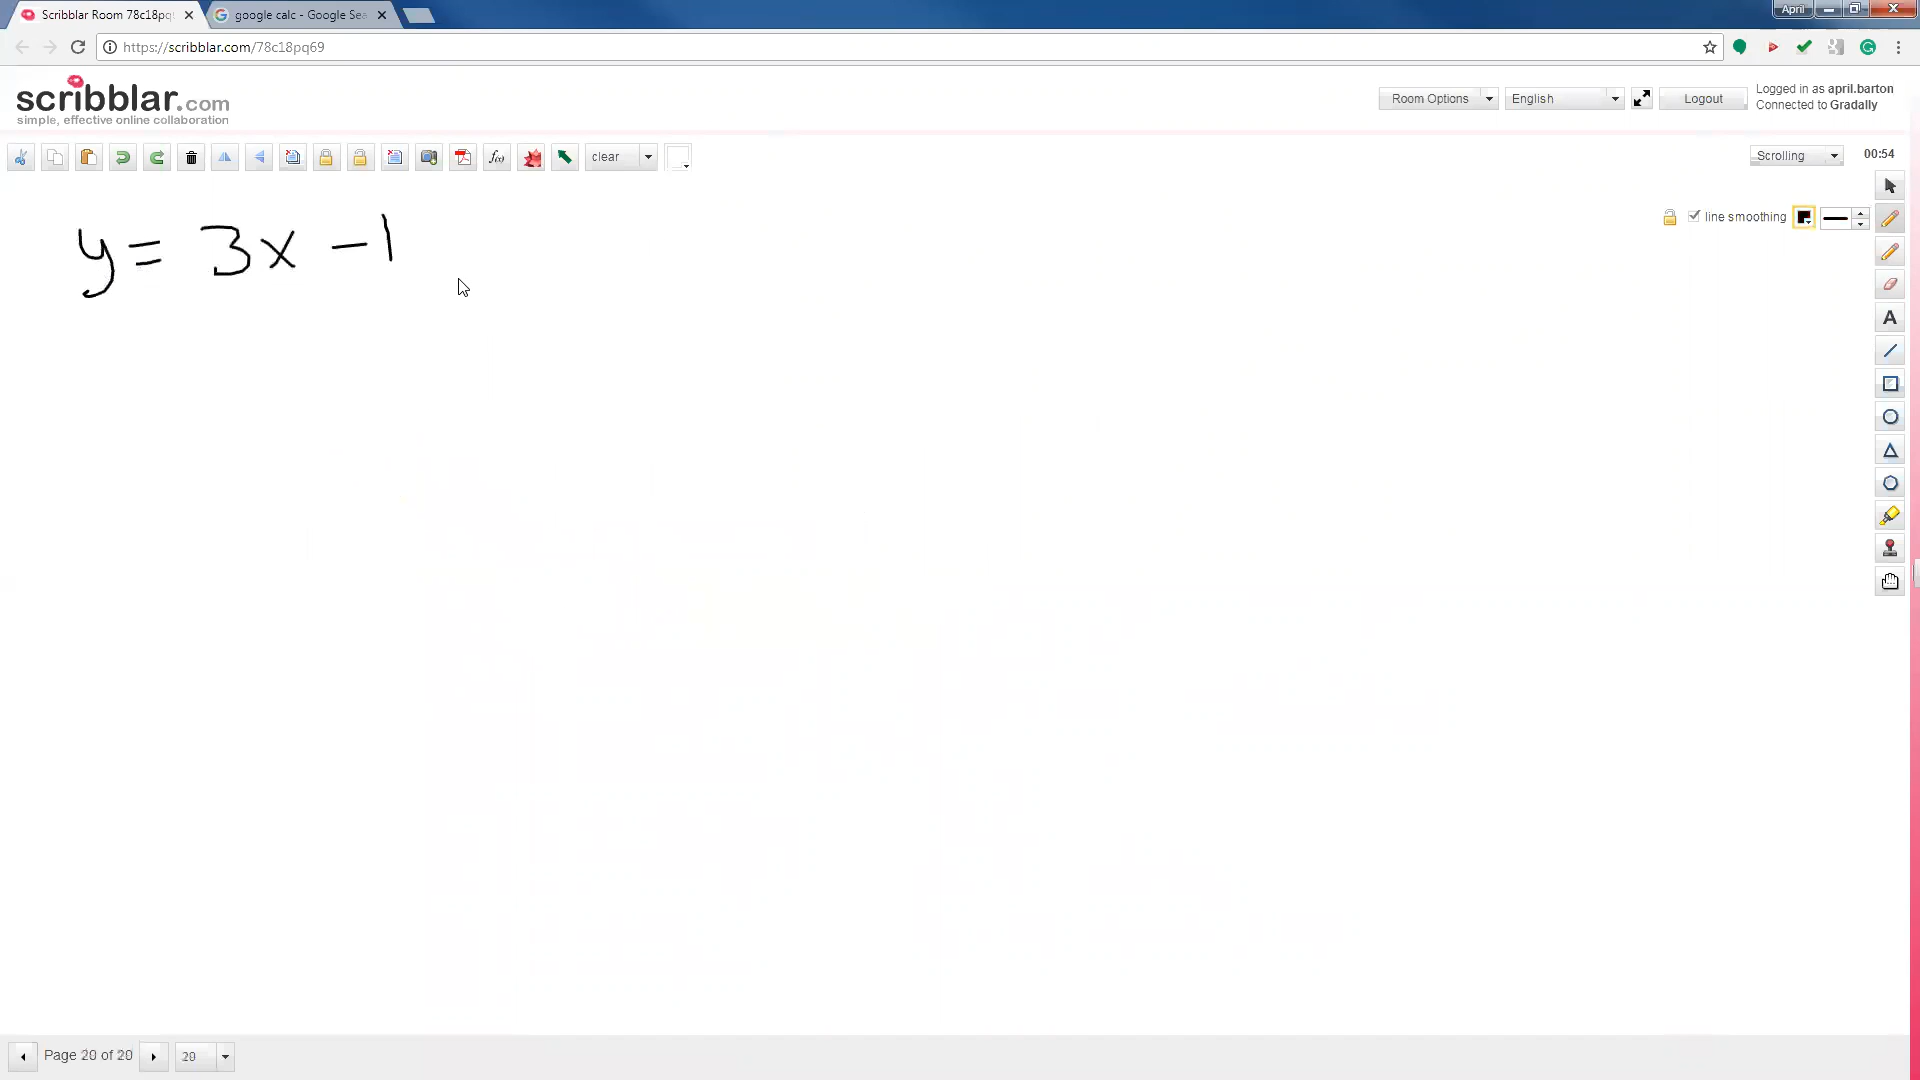 Scribblar Room 78c18pq
google calc - Google Sea
April
https://scribblar.com/78c18pq69
scribblar.com
simple, effective online collaboration
Room Options
English
Logout
Logged in as april.barton
Connected to Gradally
f(x)
clear
Scrolling
00:54
line smoothing
A
y = 3x - 1
Page 20 of 20
20